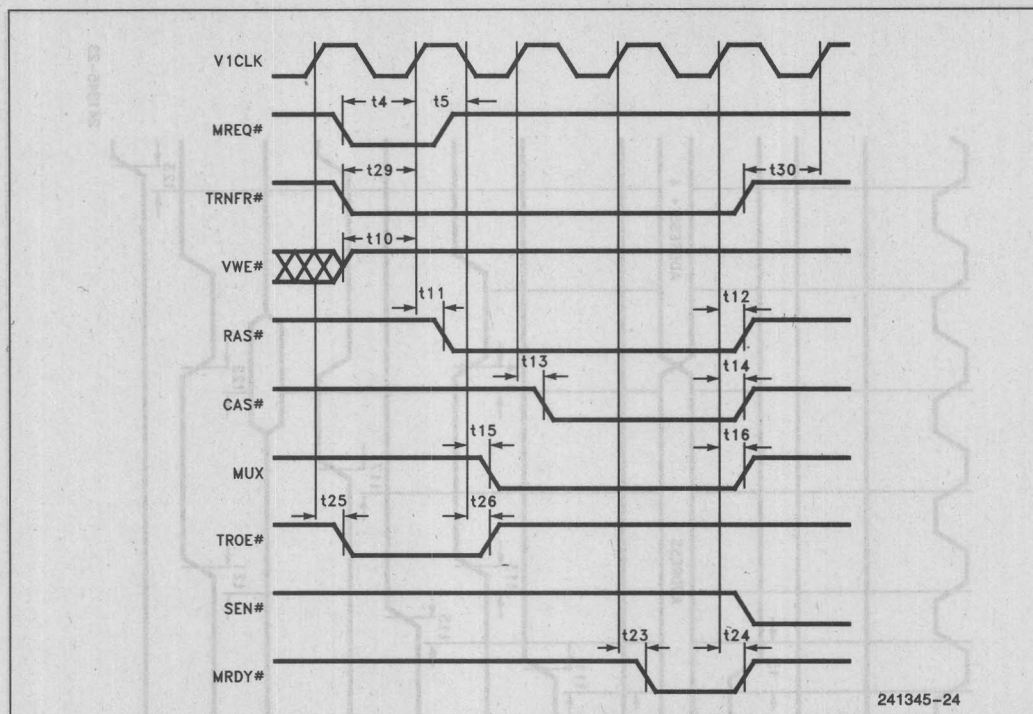 V1CLK
t4 t5
MREQ#
t29 t30
TRNFR#
t10
VWE#
t11 t12
RAS#
t13 t14
CAS#
t15 t16
MUX
t25 t26
TROE#
SEN#
t23 t24
MRDY#
241345-24